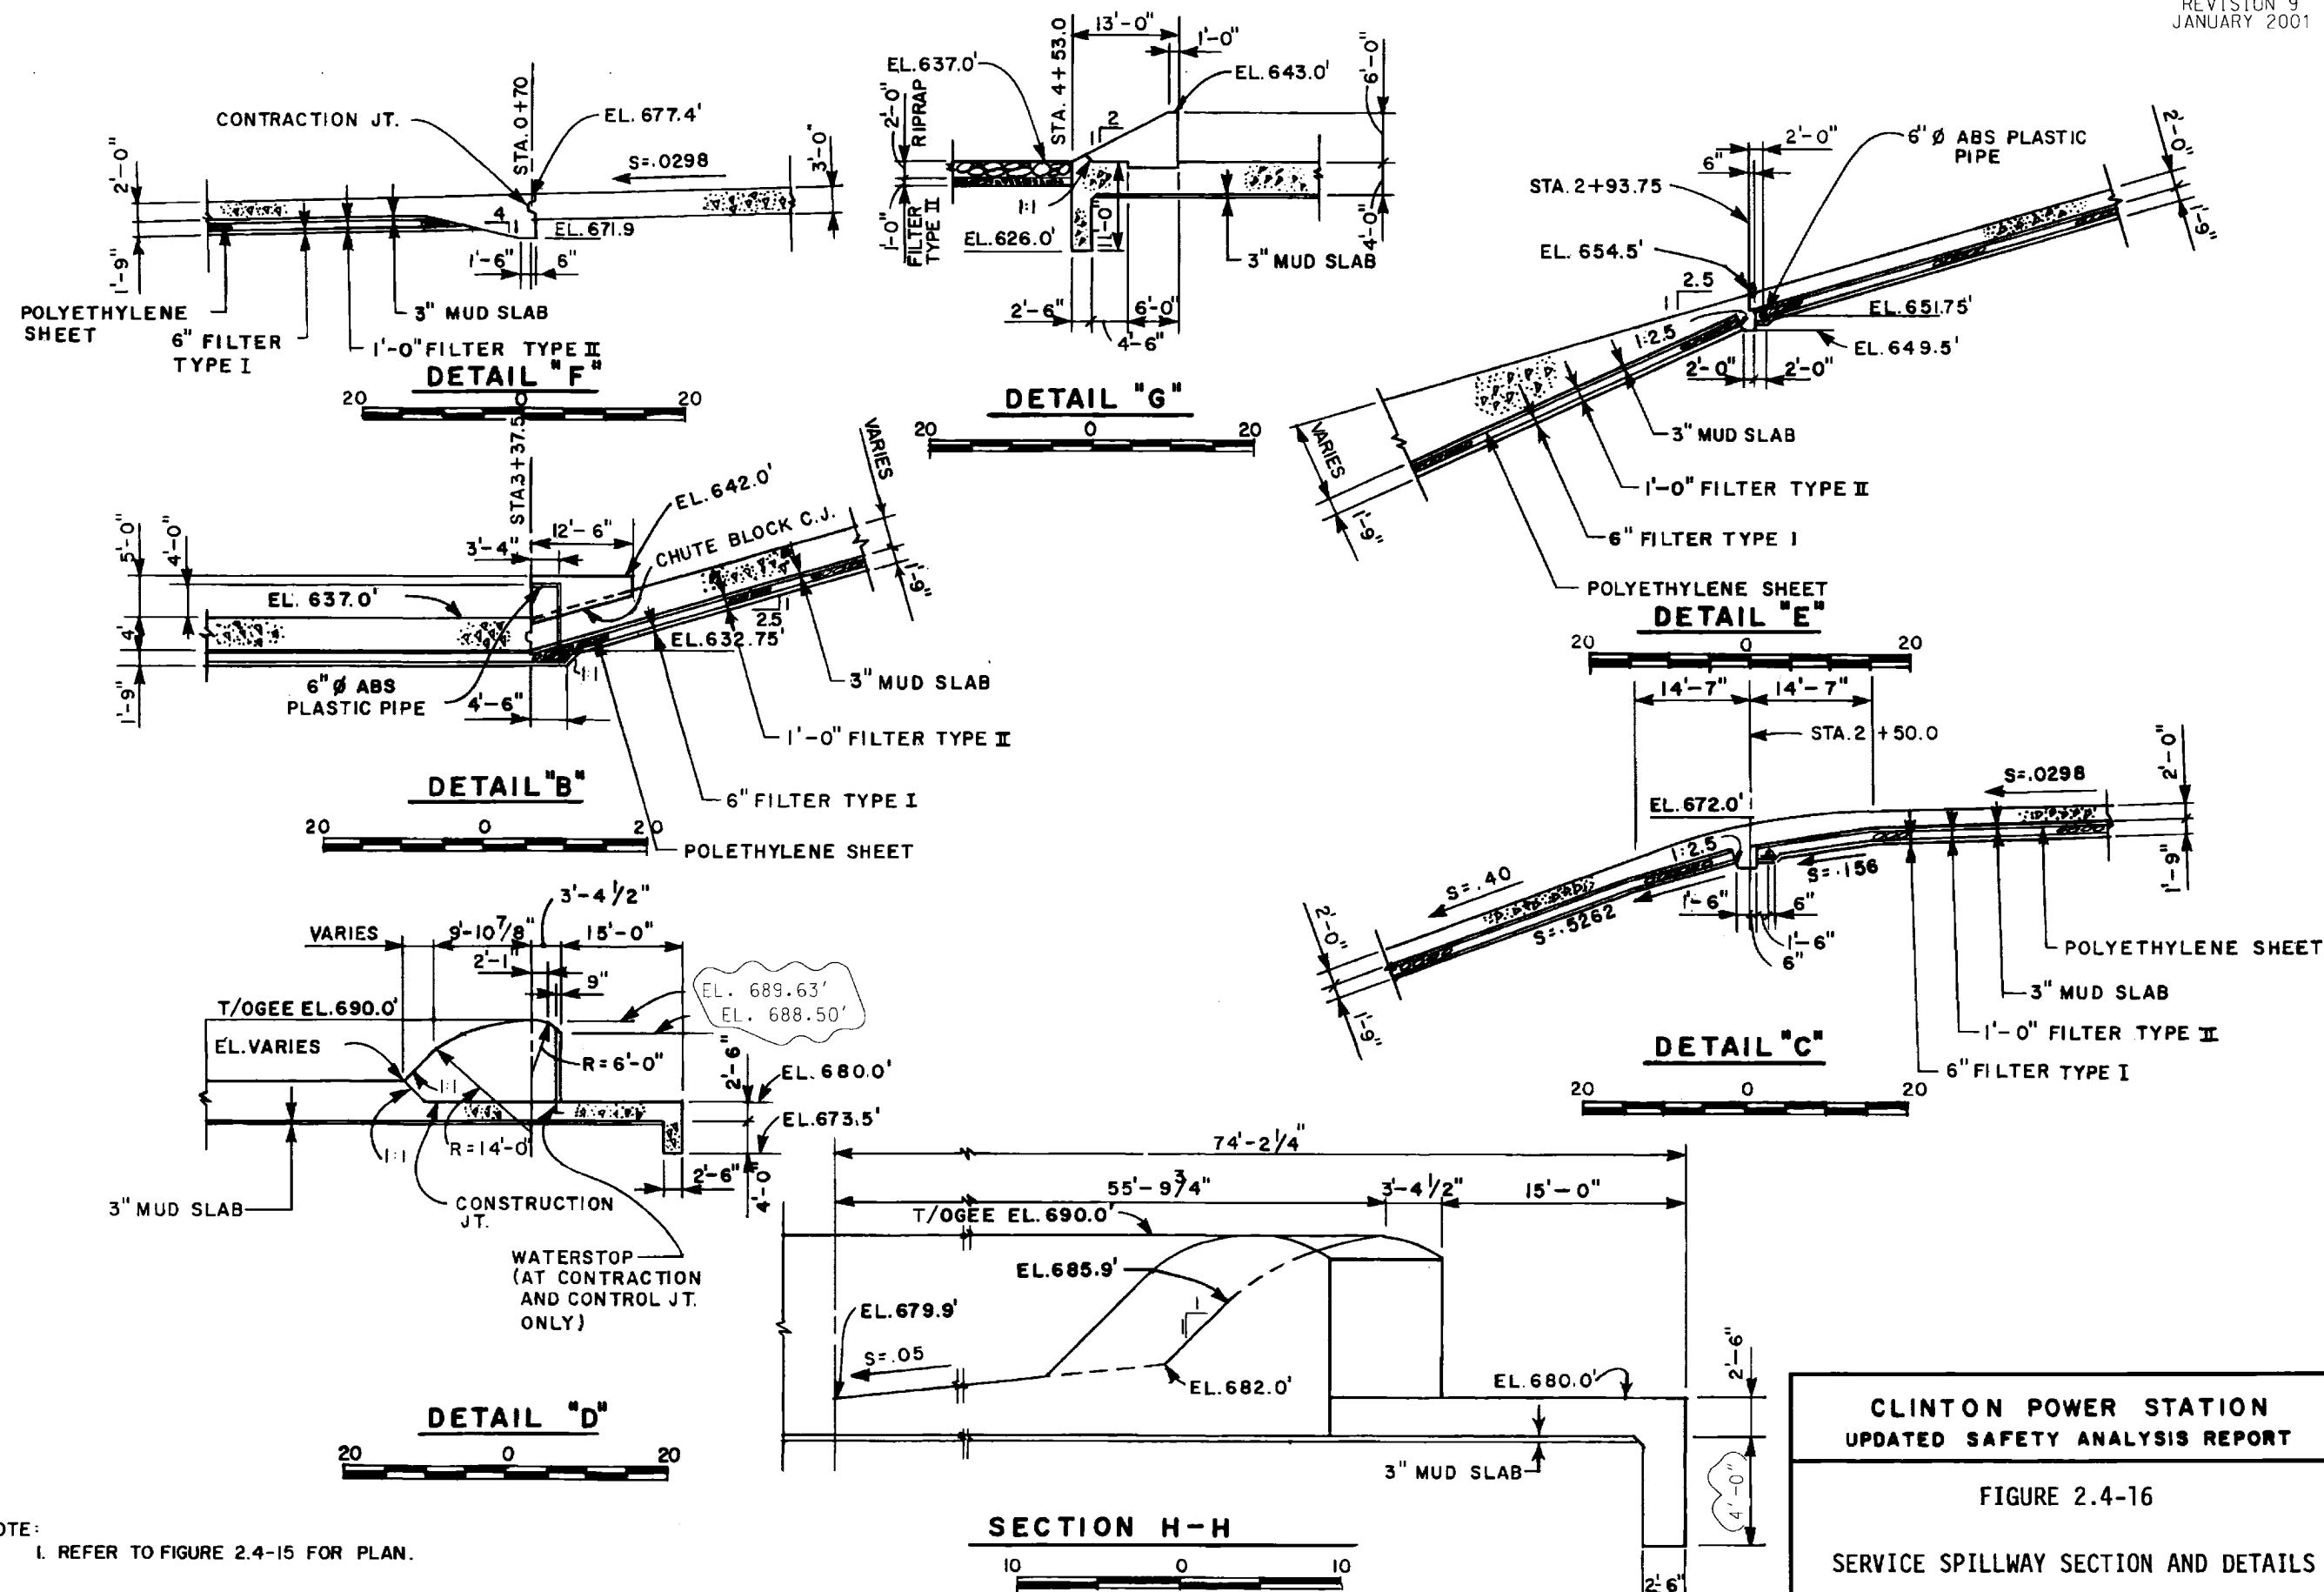 REVISION 9
JANUARY 2001
CONTRACTION JT.
STA. 0+70
EL. 677.4'
S=.0298
3'-0"
2'-0"
1'-9"
4
1
EL. 671.9
1'-6"
6"
POLYETHYLENE
SHEET
6" FILTER
TYPE I
3" MUD SLAB
1'-0" FILTER TYPE II
DETAIL "F"
20 0 20
STA. 4+53.0
13'-0"
1'-0"
EL. 637.0'
EL. 643.0'
6'-0"
2'-0"
RIPRAP
2
1
1'-0"
FILTER
TYPE II
1:1
11'-0"
EL. 626.0'
4'-0"
3" MUD SLAB
2'-6"
6'-0"
4'-6"
DETAIL "G"
20 0 20
2'-0"
6"
6" Ø ABS PLASTIC
PIPE
2'-0"
1'-9"
STA. 2+93.75
EL. 654.5'
2.5
1
EL. 651.75'
1:2.5
EL. 649.5'
2'-0"
2'-0"
VARIES
1'-9"
3" MUD SLAB
1'-0" FILTER TYPE II
6" FILTER TYPE I
POLYETHYLENE SHEET
DETAIL "E"
20 0 20
STA3+37.5
VARIES
EL. 642.0'
12'-6"
3'-4"
CHUTE BLOCK C.J.
5'-0"
4'-0"
EL. 637.0'
1'-9"
4'
1
2.5
EL. 632.75'
1:1
1'-9"
6" Ø ABS
PLASTIC PIPE
4'-6"
3" MUD SLAB
1'-0" FILTER TYPE II
6" FILTER TYPE I
POLETHYLENE SHEET
DETAIL "B"
20 0 20
14'-7"
14'-7"
STA. 2+50.0
S=.0298
2'-0"
EL. 672.0'
1:2.5
1'-9"
S=.156
S=.40
S=.5262
1'-6"
6"
1'-6"
6"
2'-0"
1'-9"
POLYETHYLENE SHEET
3" MUD SLAB
1'-0" FILTER TYPE II
6" FILTER TYPE I
DETAIL "C"
20 0 20
3'-4 1/2"
VARIES
9'-10 7/8"
15'-0"
2'-1"
9"
EL. 689.63'
EL. 688.50'
T/OGEE EL. 690.0'
EL. VARIES
R=6'-0"
2'-6"
EL. 680.0'
1:1
EL. 673.5'
1:1
R=14'-0"
2'-6"
4'-0"
3" MUD SLAB
CONSTRUCTION
JT.
WATERSTOP
(AT CONTRACTION
AND CONTROL JT.
ONLY)
DETAIL "D"
20 0 20
74'-2 1/4"
55'-9 3/4"
3'-4 1/2"
15'-0"
T/OGEE EL. 690.0'
EL. 685.9'
EL. 679.9'
1
1
S=.05
EL. 682.0'
EL. 680.0'
2'-6"
3" MUD SLAB
4'-0"
2'-6"
SECTION H-H
10 0 10
OTE:
1. REFER TO FIGURE 2.4-15 FOR PLAN.
CLINTON POWER STATION
UPDATED SAFETY ANALYSIS REPORT
FIGURE 2.4-16
SERVICE SPILLWAY SECTION AND DETAILS